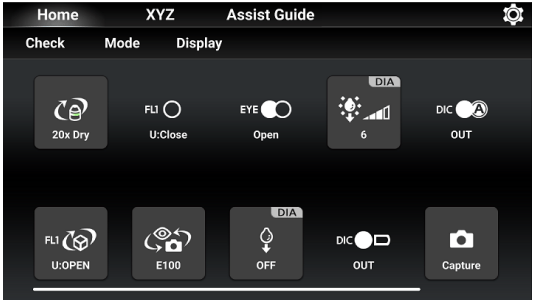 Home XYZ Assist Guide
Check Mode Display
DIA
FL1 EYE DIC A
20x Dry U:Close Open 6 OUT
DIA
FL1 DIC
U:OPEN E100 OFF OUT Capture